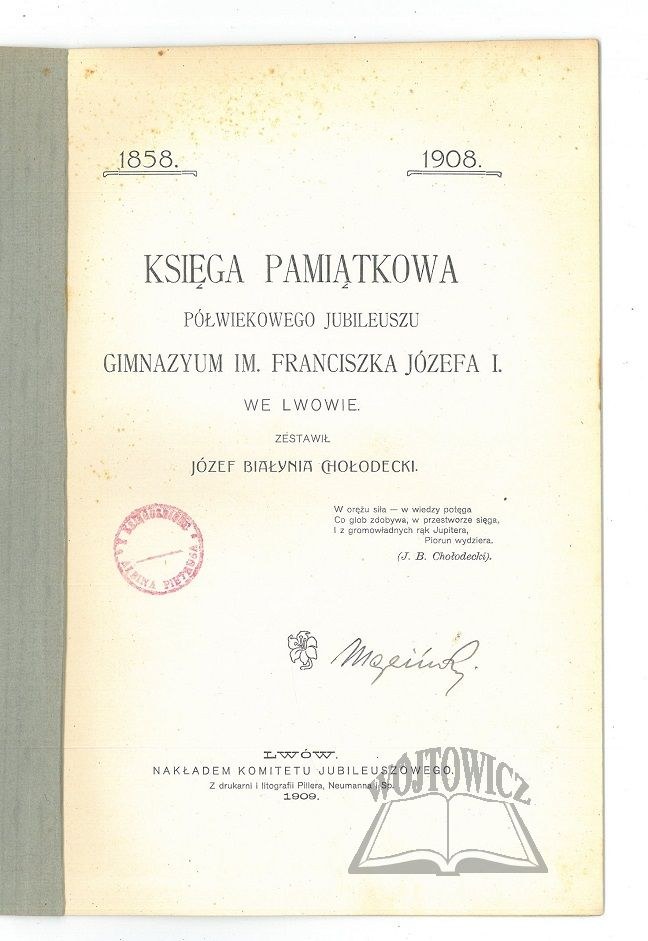 1858. 1908.
KSIĘGA PAMIĄTKOWA
PÓŁWIEKOWEGO JUBILEUSZU
GIMNAZYUM IM. FRANCISZKA JÓZEFA I.
WE LWOWIE.
ZESTAWIŁ
JÓZEF BIAŁYNIA CHOŁODECKI.
W orężu siła — w wiedzy potęga
Co glob zdobywa, w przestworze sięga,
I z gromowładnych rąk Jupitera,
Piorun wydziera.
(J. B. Chołodecki).
ALBINA
LWÓW.
NAKŁADEM KOMITETU JUBILEUSZOWEGO.
Z drukarni i litografii Pillera, Neumanna i Sp.
1909.
WÓJTOWICZ